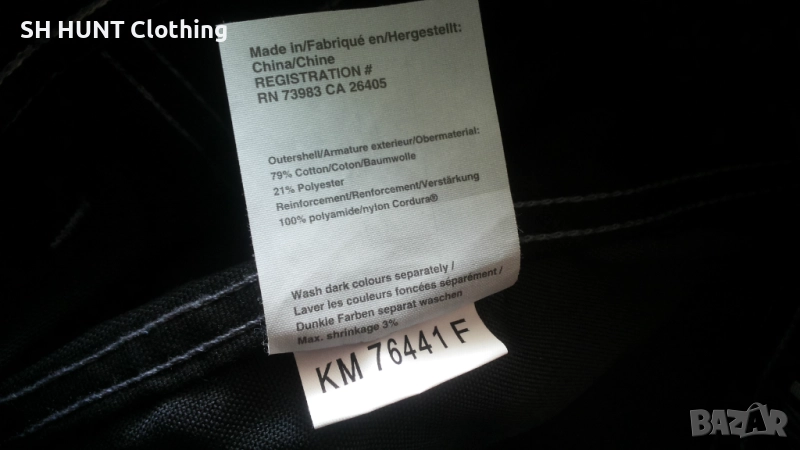 SH HUNT Clothing
Made in/Fabriqué en/Hergestellt:
China/Chine
REGISTRATION #
RN 73983 CA 26405
Outershell/Armature exterieur/Obermaterial:
79% Cotton/Coton/Baumwolle
21% Polyester
Reinforcement/Renforcement/Verstärkung
100% polyamide/nylon Cordura®
Wash dark colours separately /
Laver les couleurs foncées séparément /
Dunkle Farben separat waschen
Max. shrinkage 3%
KM 76441 F
BAZAR